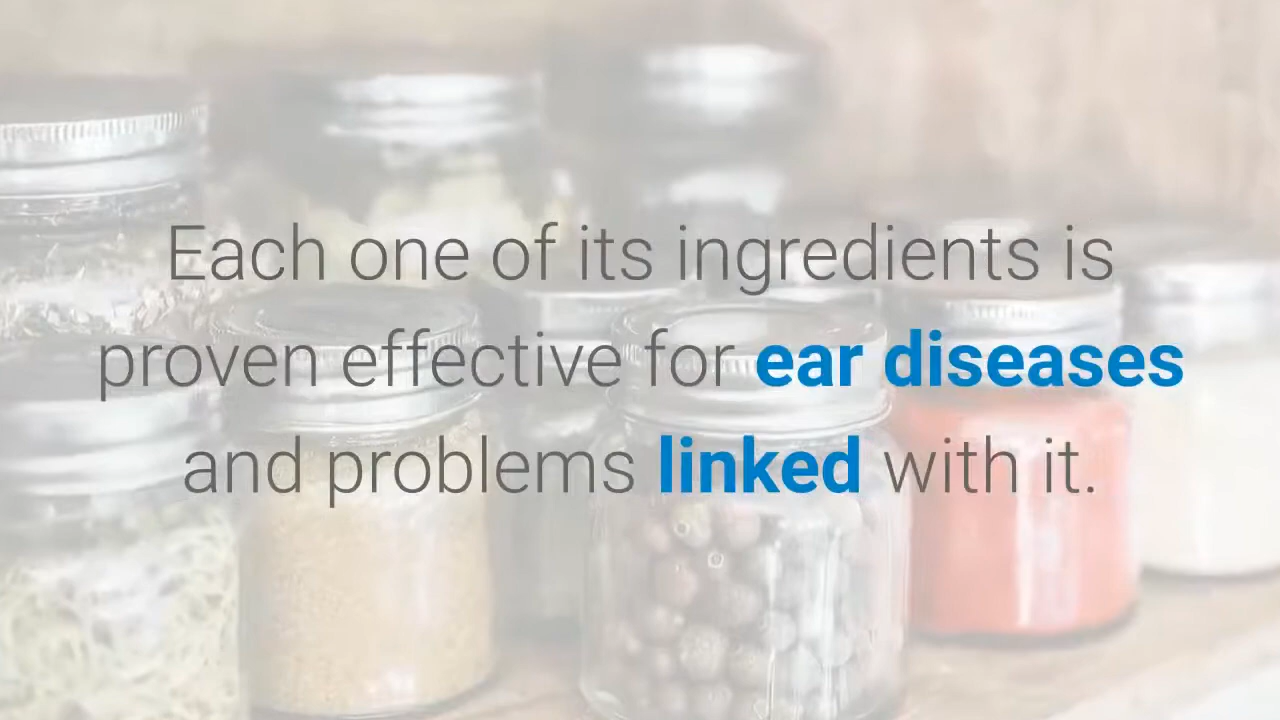 Each one of its ingredients is
proven effective for ear diseases
and problems linked with it.